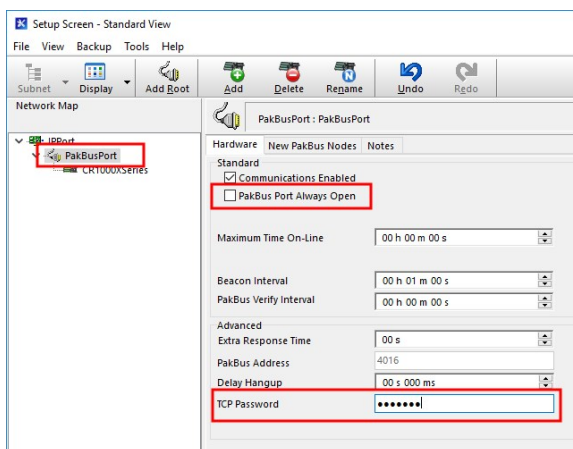 Setup Screen - Standard View
File View Backup Tools Help
Subnet Display Add Root Add Delete Rename Undo Redo
Network Map
PakBusPort : PakBusPort
IPPort
PakBusPort
CR1000XSeries
Hardware New PakBus Nodes Notes
Standard
Communications Enabled
PakBus Port Always Open
Maximum Time On-Line 00 h 00 m 00 s
Beacon Interval 00 h 01 m 00 s
PakBus Verify Interval 00 h 00 m 00 s
Advanced
Extra Response Time 00 s
PakBus Address 4016
Delay Hangup 00 s 000 ms
TCP Password •••••••